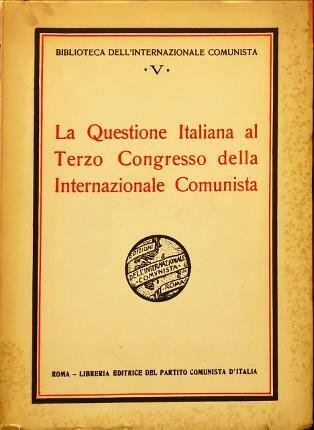 BIBLIOTECA DELL'INTERNAZIONALE COMUNISTA
·V·
La Questione Italiana al
Terzo Congresso della
Internazionale Comunista
EDIZIONI
DELL'INTERNAZIONALE
COMUNISTA
ROMA
ROMA – LIBRERIA EDITRICE DEL PARTITO COMUNISTA D'ITALIA